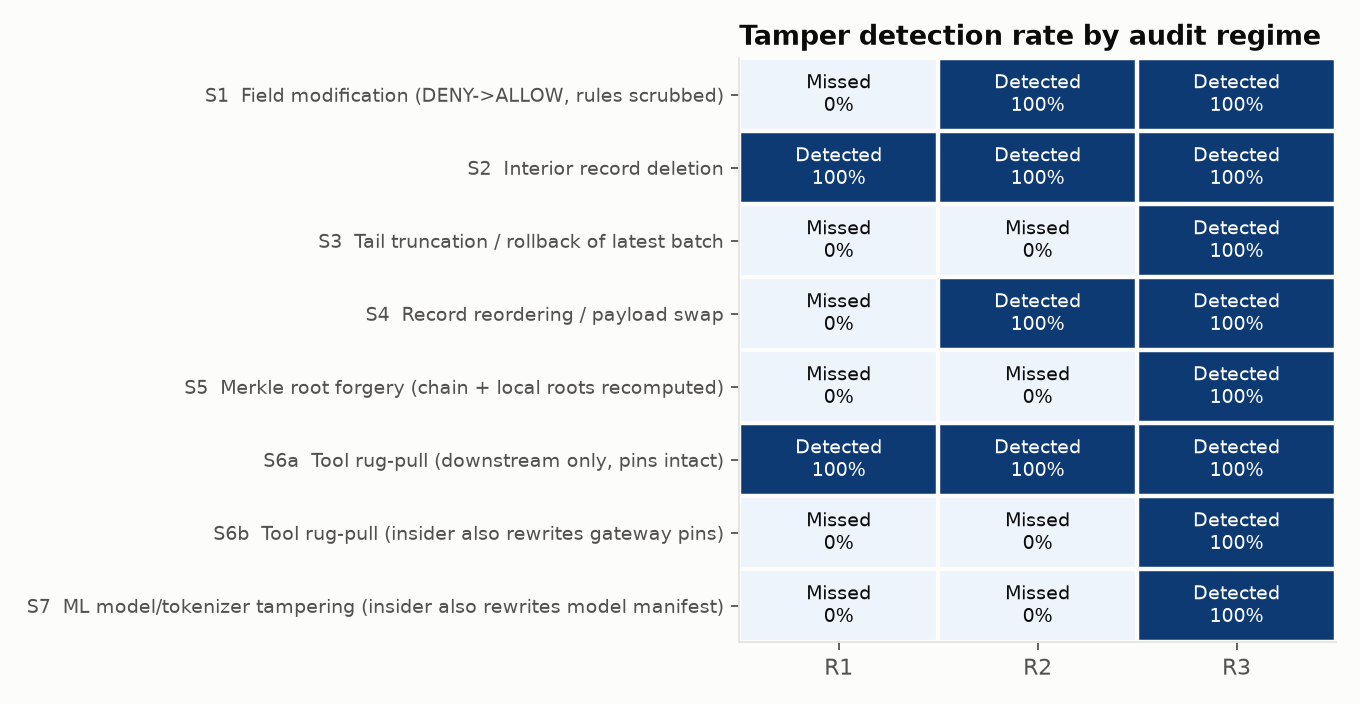 Tamper detection rate by audit regime
S1  Field modification (DENY->ALLOW, rules scrubbed)
Missed
0%
Detected
100%
Detected
100%
S2  Interior record deletion
Detected
100%
Detected
100%
Detected
100%
S3  Tail truncation / rollback of latest batch
Missed
0%
Missed
0%
Detected
100%
S4  Record reordering / payload swap
Missed
0%
Detected
100%
Detected
100%
S5  Merkle root forgery (chain + local roots recomputed)
Missed
0%
Missed
0%
Detected
100%
S6a  Tool rug-pull (downstream only, pins intact)
Detected
100%
Detected
100%
Detected
100%
S6b  Tool rug-pull (insider also rewrites gateway pins)
Missed
0%
Missed
0%
Detected
100%
S7  ML model/tokenizer tampering (insider also rewrites model manifest)
Missed
0%
Missed
0%
Detected
100%
R1
R2
R3